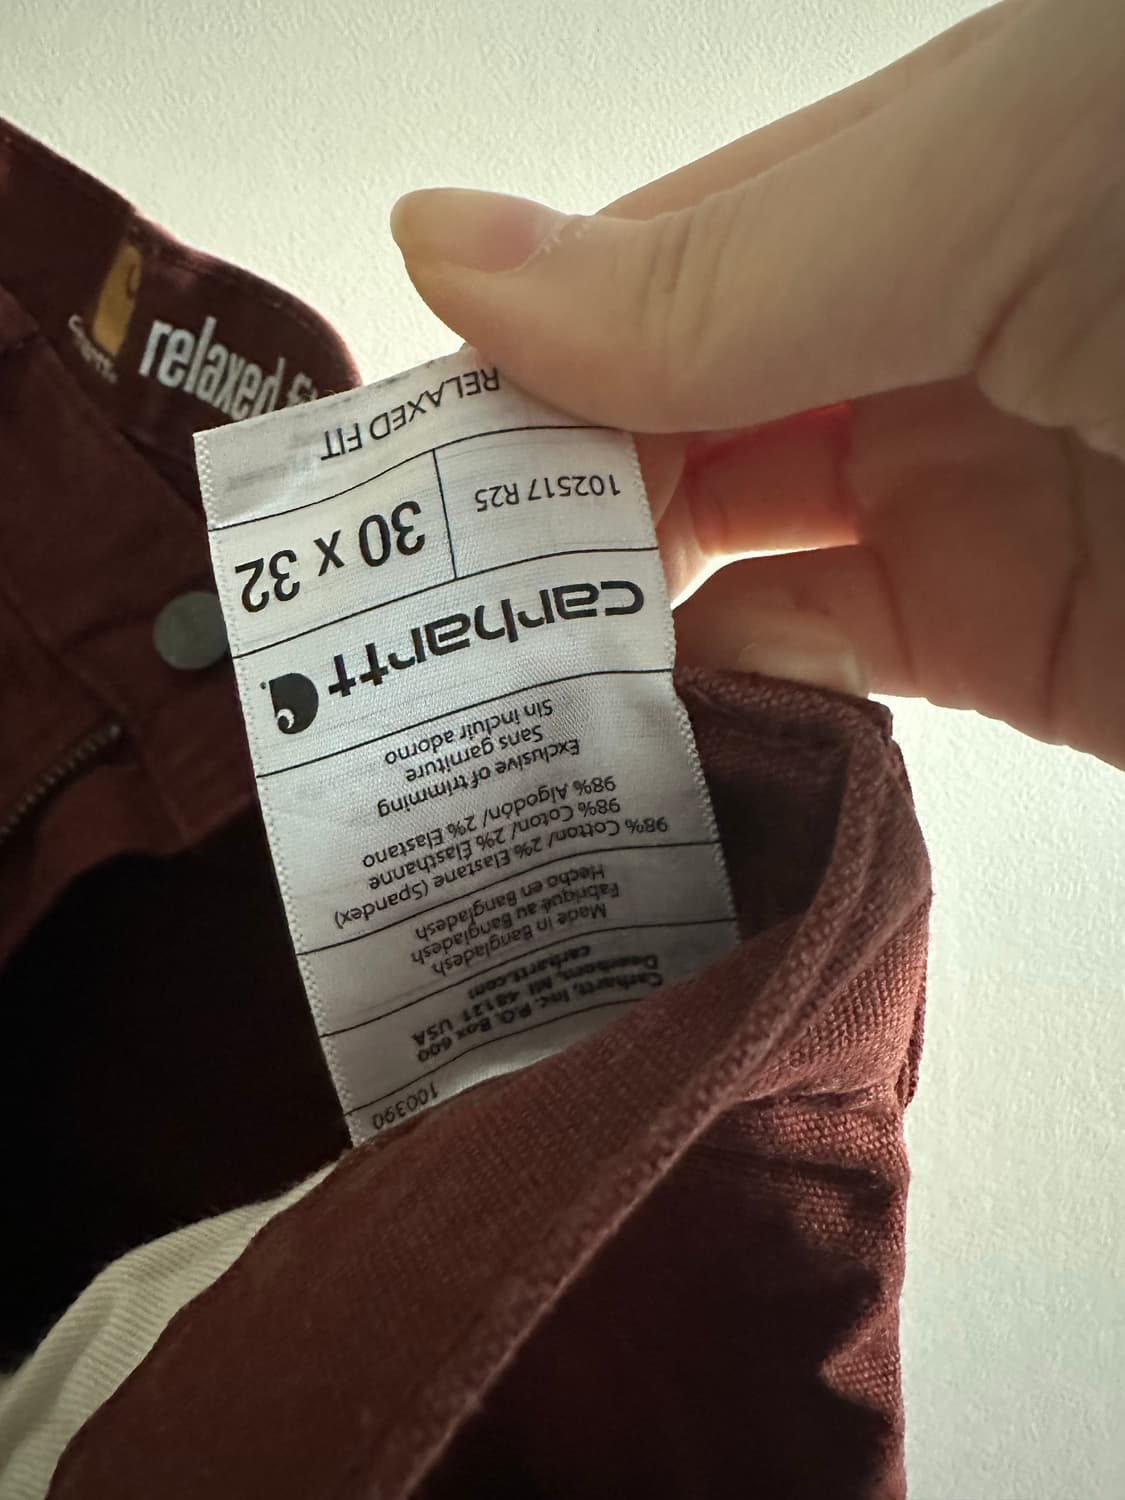 RELAXED FIT
102517 R25
30 x 32
carhartt
Exclusive of trimming
Sans garniture
Sin incluir adorno
98% Cotton/ 2% Elastane (Spandex)
98% Coton/ 2% Élasthanne
98% Algodón/ 2% Elastano
Made in Bangladesh
Fabriqué au Bangladesh
Hecho en Bangladesh
Carhartt, Inc. P.O. Box 600
Dearborn, MI 48121 USA
carhartt.com
100390
relaxed